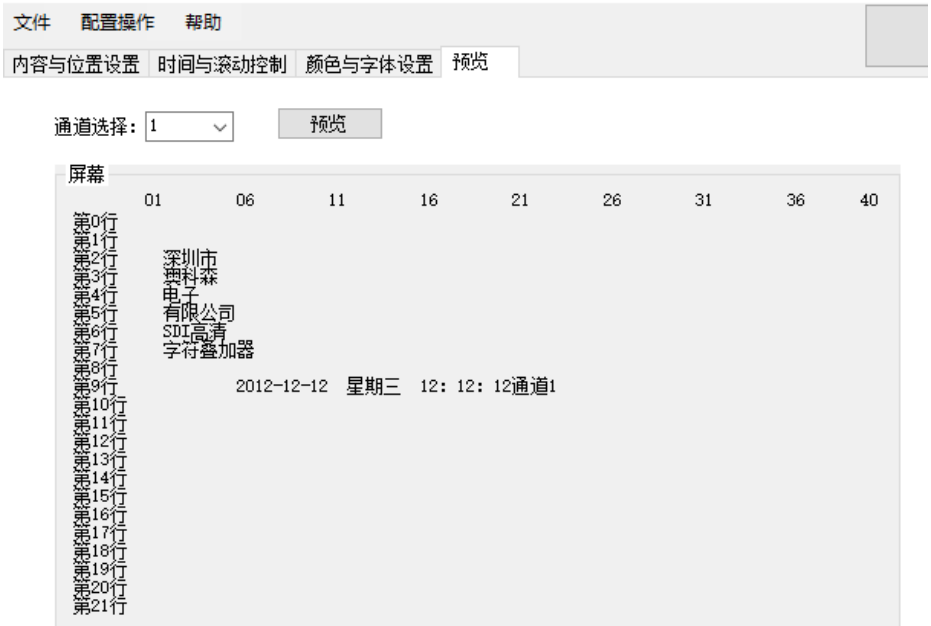 文件 配置操作 帮助
内容与位置设置 时间与滚动控制 颜色与字体设置 预览
通道选择: 1 预览
屏幕
01 06 11 16 21 26 31 36 40
第0行
第1行
第2行 深圳市
第3行 澳科森
第4行 电子
第5行 有限公司
第6行 SDI高清
第7行 字符叠加器
第8行
第9行 2012-12-12 星期三 12: 12: 12通道1
第10行
第11行
第12行
第13行
第14行
第15行
第16行
第17行
第18行
第19行
第20行
第21行